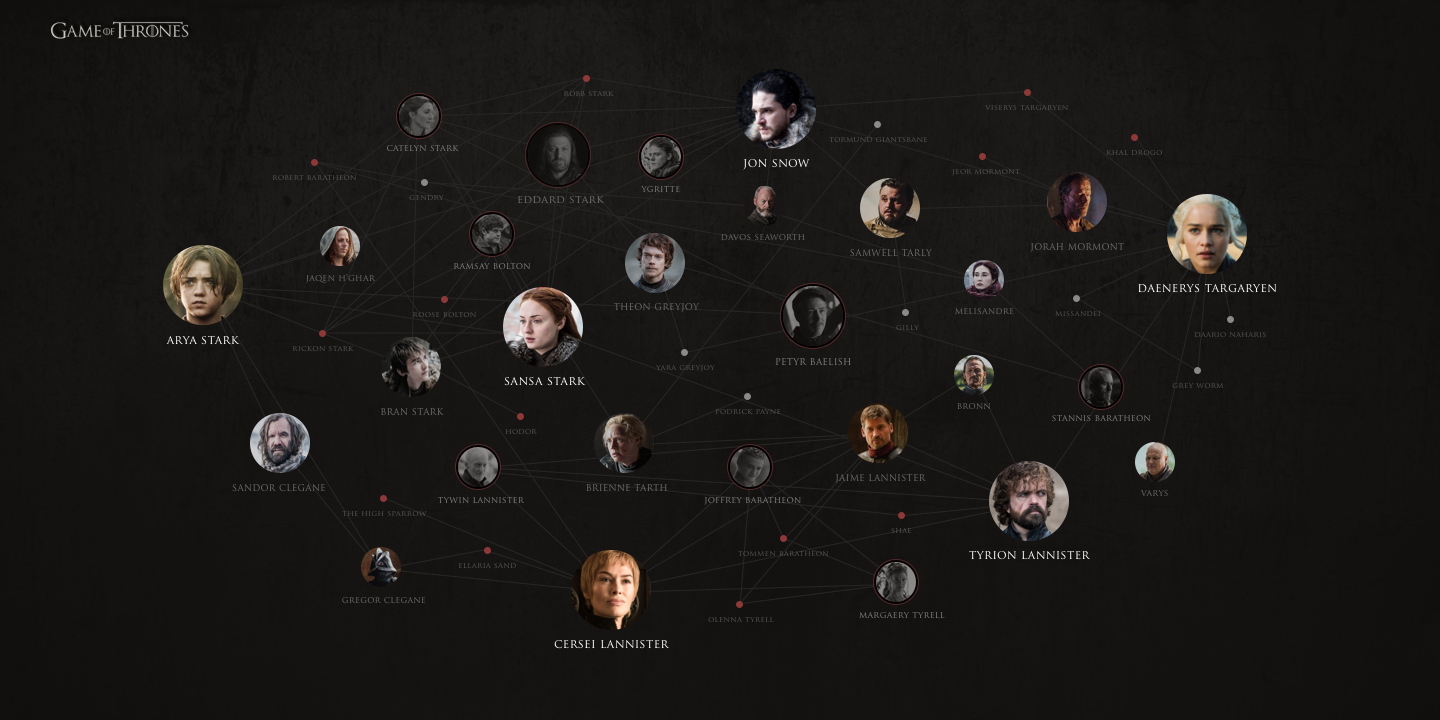 GAME OF THRONES
ROBB STARK
VISERYS TARGARYEN
TORMUND GIANTSBANE
CATELYN STARK
KHAL DROGO
JON SNOW
JEOR MORMONT
ROBERT BARATHEON
YGRITTE
GENDRY
EDDARD STARK
DAVOS SEAWORTH
JORAH MORMONT
SAMWELL TARLY
RAMSAY BOLTON
JAQEN H'GHAR
DAENERYS TARGARYEN
THEON GREYJOY
MELISANDRE
MISSANDEI
ROOSE BOLTON
GILLY
DAARIO NAHARIS
ARYA STARK
RICKON STARK
PETYR BAELISH
YARA GREYJOY
SANSA STARK
GREY WORM
BRONN
BRAN STARK
PODRICK PAYNE
STANNIS BARATHEON
HODOR
JAIME LANNISTER
SANDOR CLEGANE
BRIENNE TARTH
VARYS
TYWIN LANNISTER
JOFFREY BARATHEON
THE HIGH SPARROW
SHAE
TOMMEN BARATHEON
TYRION LANNISTER
ELLARIA SAND
GREGOR CLEGANE
MARGAERY TYRELL
OLENNA TYRELL
CERSEI LANNISTER